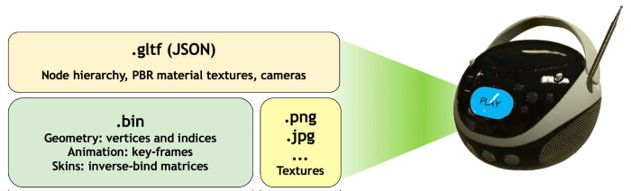 .gltf (JSON)
Node hierarchy, PBR material textures, cameras
.bin
Geometry: vertices and indices
Animation: key-frames
Skins: inverse-bind matrices
.png
.jpg
...
Textures
PLAY